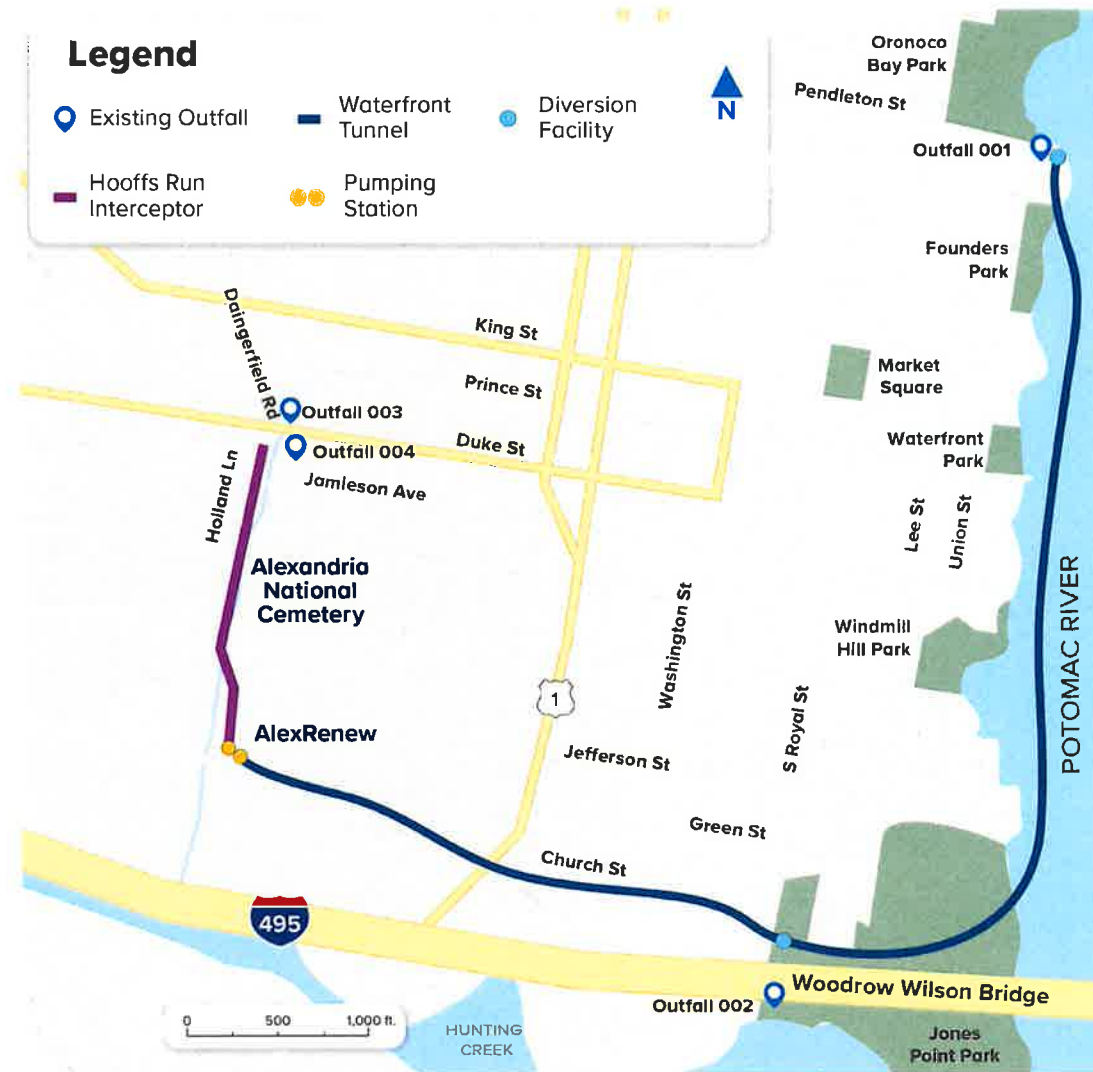 Legend
Existing Outfall
Waterfront
Tunnel
Diversion
Facility
N
Hooffs Run
Interceptor
Pumping
Station
Oronoco
Bay Park
Pendleton St
Outfall 001
Founders
Park
Daingerfield Rd
King St
Prince St
Market
Square
Outfall 003
Duke St
Outfall 004
Waterfront
Park
Jamieson Ave
Holland Ln
Lee St
Union St
Alexandria
National
Cemetery
POTOMAC RIVER
Washington St
Windmill
Hill Park
1
S Royal St
AlexRenew
Jefferson St
Green St
Church St
495
Woodrow Wilson Bridge
Outfall 002
0 500 1,000 ft.
HUNTING
CREEK
Jones
Point Park